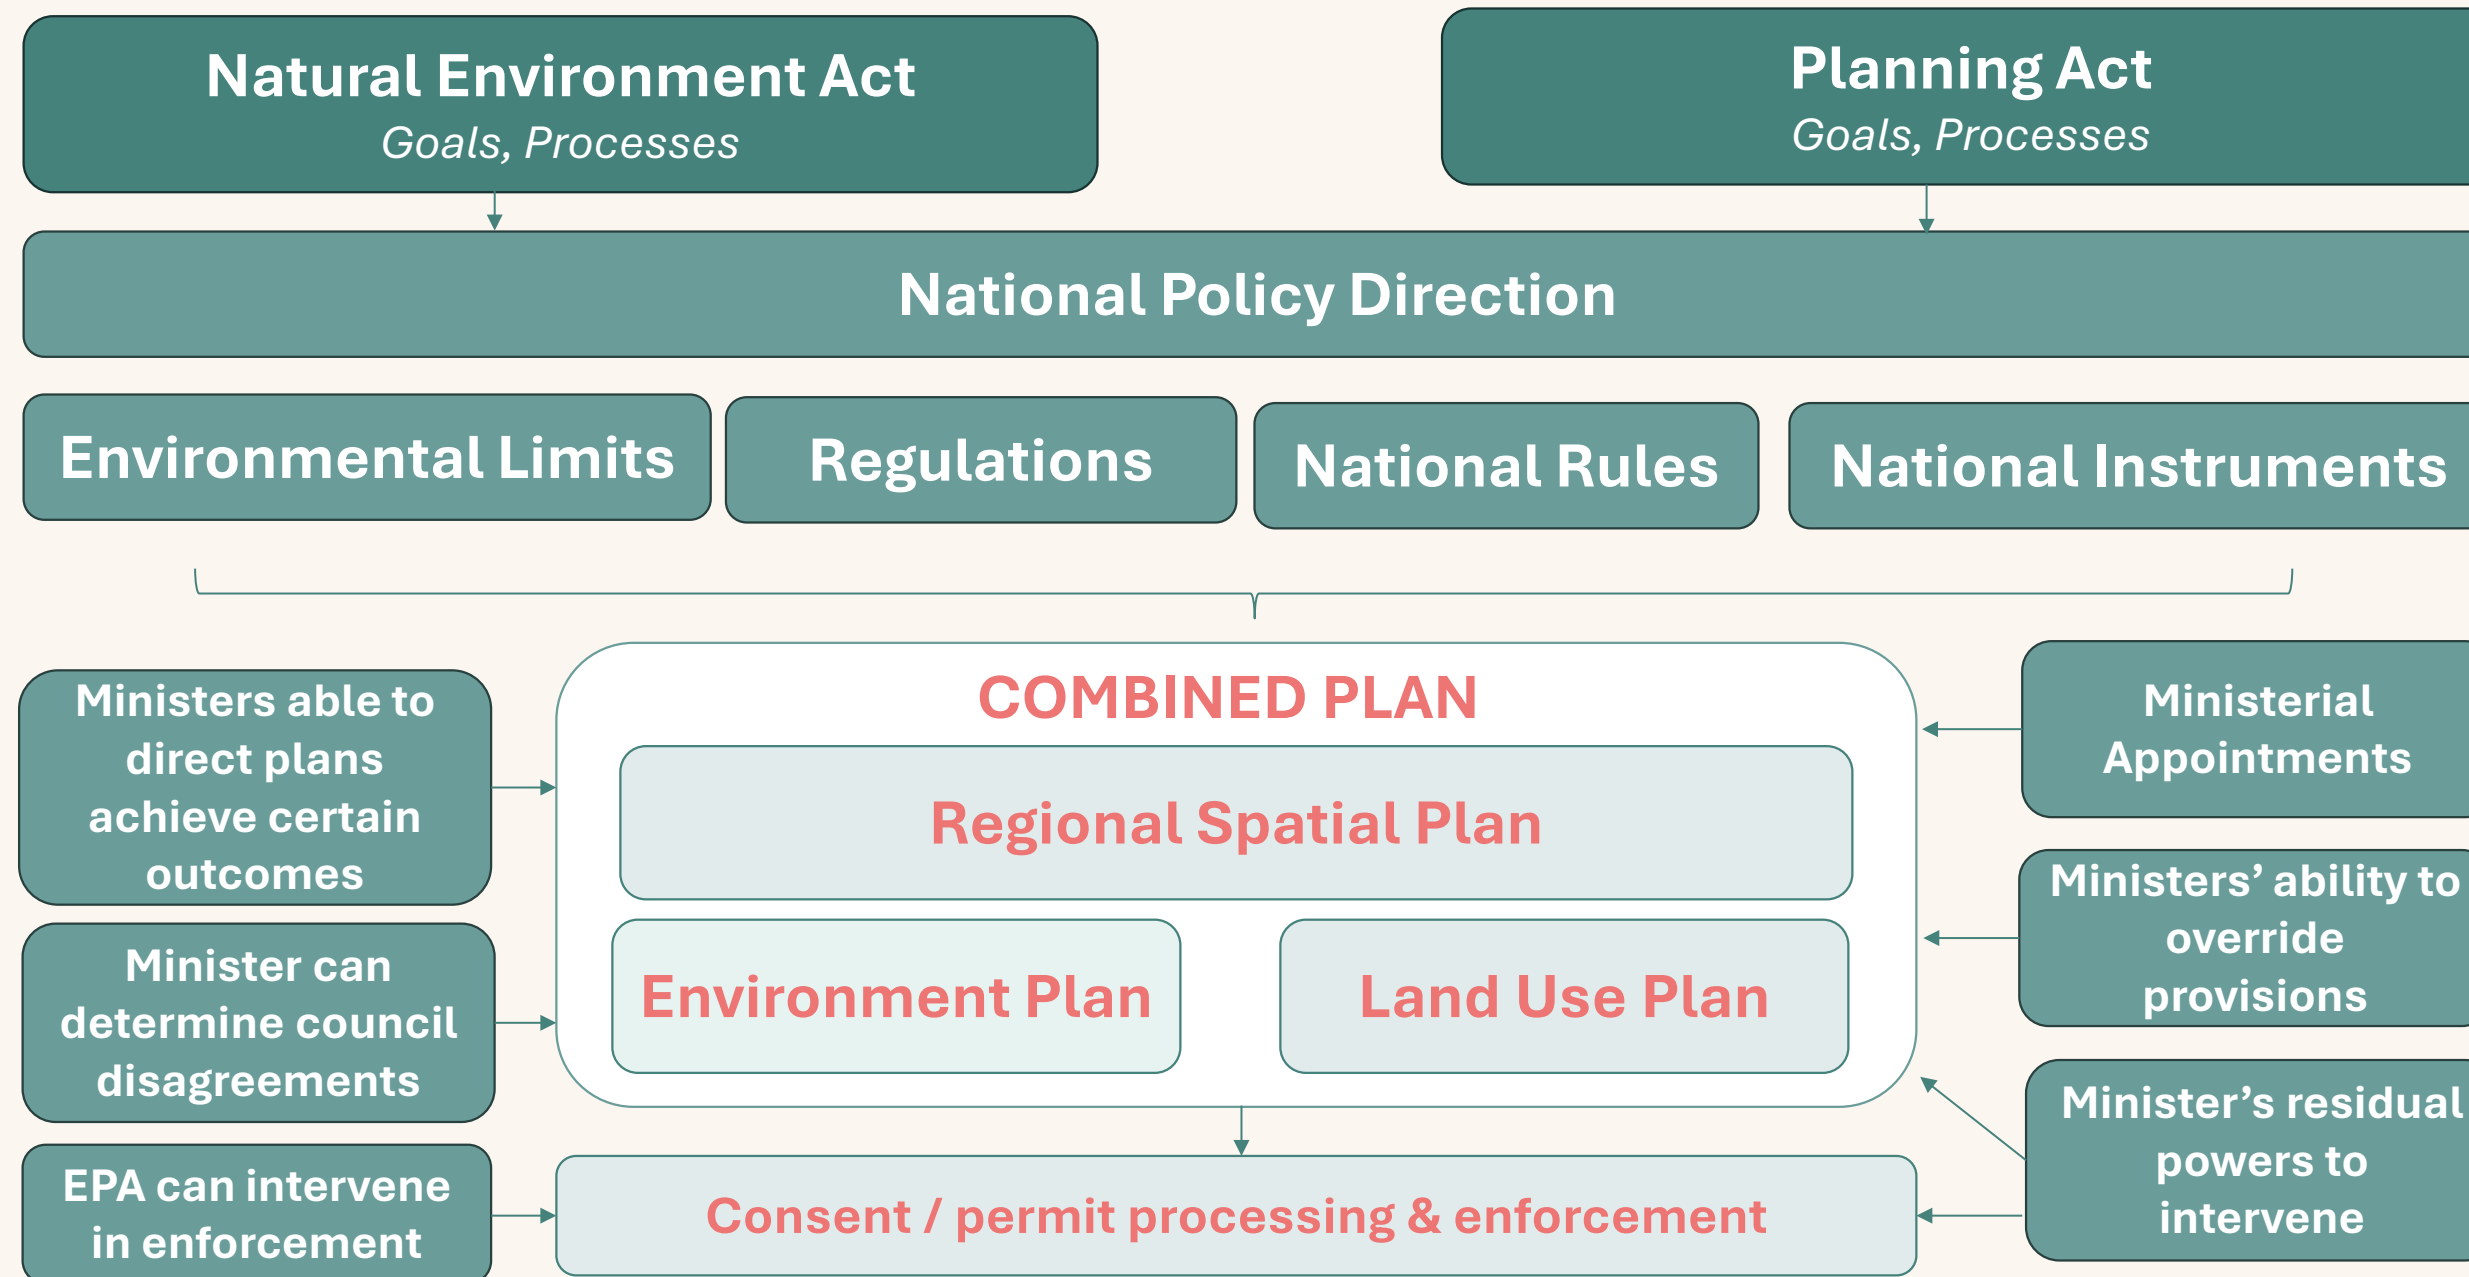 Natural Environment Act
Goals, Processes
Planning Act
Goals, Processes
National Policy Direction
Environmental Limits
Regulations
National Rules
National Instruments
Ministers able to
direct plans
achieve certain
outcomes
Minister can
determine council
disagreements
EPA can intervene
in enforcement
COMBINED PLAN
Regional Spatial Plan
Environment Plan
Land Use Plan
Consent / permit processing & enforcement
Ministerial
Appointments
Ministers’ ability to
override
provisions
Minister’s residual
powers to
intervene